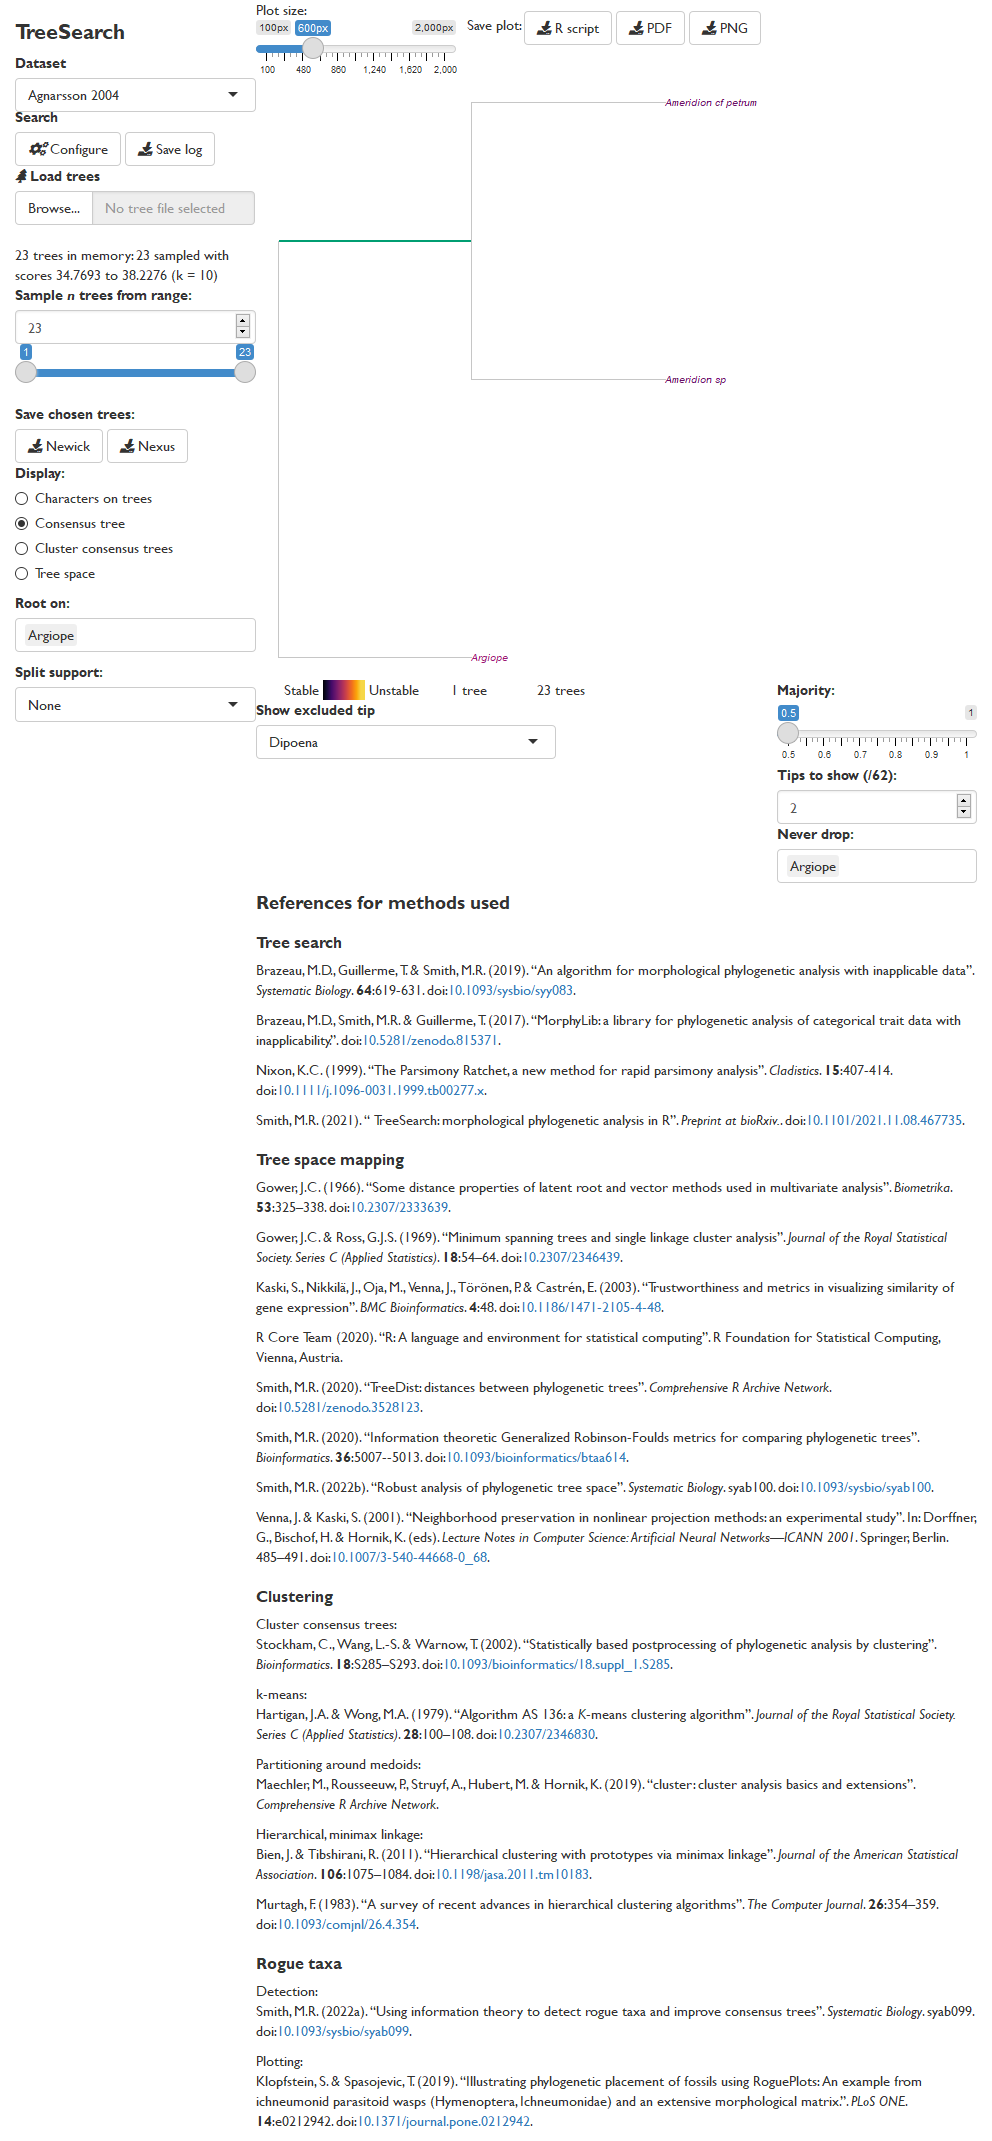 TreeSearch
Dataset
Agnarsson 2004
Search
Configure
Save log
Load trees
Browse...
No tree file selected
23 trees in memory: 23 sampled with
scores 34.7693 to 38.2276 (k = 10)
Sample n trees from range:
23
1
23
Save chosen trees:
Newick
Nexus
Display:
Characters on trees
Consensus tree
Cluster consensus trees
Tree space
Root on:
Argiope
Split support:
None
Plot size:
100px
600px
2,000px
100 480 860 1,240 1,620 2,000
Save plot:
R script
PDF
PNG
Ameridion cf petrum
Ameridion sp
Argiope
Stable Unstable 1 tree 23 trees
Show excluded tip
Dipoena
Majority:
0.5
1
0.5 0.6 0.7 0.8 0.9 1
Tips to show (/62):
2
Never drop:
Argiope
References for methods used
Tree search
Brazeau, M.D., Guillerme, T. & Smith, M.R. (2019). “An algorithm for morphological phylogenetic analysis with inapplicable data”.
Systematic Biology. 64:619-631. doi:10.1093/sysbio/syy083.
Brazeau, M.D., Smith, M.R. & Guillerme, T. (2017). “MorphyLib: a library for phylogenetic analysis of categorical trait data with
inapplicability.”. doi:10.5281/zenodo.815371.
Nixon, K.C. (1999). “The Parsimony Ratchet, a new method for rapid parsimony analysis”. Cladistics. 15:407-414.
doi:10.1111/j.1096-0031.1999.tb00277.x.
Smith, M.R. (2021). “ TreeSearch: morphological phylogenetic analysis in R”. Preprint at bioRxiv.. doi:10.1101/2021.11.08.467735.
Tree space mapping
Gower, J.C. (1966). “Some distance properties of latent root and vector methods used in multivariate analysis”. Biometrika.
53:325–338. doi:10.2307/2333639.
Gower, J.C. & Ross, G.J.S. (1969). “Minimum spanning trees and single linkage cluster analysis”. Journal of the Royal Statistical
Society. Series C (Applied Statistics). 18:54–64. doi:10.2307/2346439.
Kaski, S., Nikkilä, J., Oja, M., Venna, J., Törönen, P. & Castrén, E. (2003). “Trustworthiness and metrics in visualizing similarity of
gene expression”. BMC Bioinformatics. 4:48. doi:10.1186/1471-2105-4-48.
R Core Team (2020). “R: A language and environment for statistical computing”. R Foundation for Statistical Computing,
Vienna, Austria.
Smith, M.R. (2020). “TreeDist: distances between phylogenetic trees”. Comprehensive R Archive Network.
doi:10.5281/zenodo.3528123.
Smith, M.R. (2020). “Information theoretic Generalized Robinson-Foulds metrics for comparing phylogenetic trees”.
Bioinformatics. 36:5007--5013. doi:10.1093/bioinformatics/btaa614.
Smith, M.R. (2022b). “Robust analysis of phylogenetic tree space”. Systematic Biology. syab100. doi:10.1093/sysbio/syab100.
Venna, J. & Kaski, S. (2001). “Neighborhood preservation in nonlinear projection methods: an experimental study”. In: Dorffner,
G., Bischof, H. & Hornik, K. (eds). Lecture Notes in Computer Science: Artificial Neural Networks—ICANN 2001. Springer, Berlin.
485–491. doi:10.1007/3-540-44668-0_68.
Clustering
Cluster consensus trees:
Stockham, C., Wang, L.-S. & Warnow, T. (2002). “Statistically based postprocessing of phylogenetic analysis by clustering”.
Bioinformatics. 18:S285–S293. doi:10.1093/bioinformatics/18.suppl_1.S285.
k-means:
Hartigan, J.A. & Wong, M.A. (1979). “Algorithm AS 136: a K-means clustering algorithm”. Journal of the Royal Statistical Society.
Series C (Applied Statistics). 28:100–108. doi:10.2307/2346830.
Partitioning around medoids:
Maechler, M., Rousseeuw, P., Struyf, A., Hubert, M. & Hornik, K. (2019). “cluster: cluster analysis basics and extensions”.
Comprehensive R Archive Network.
Hierarchical, minimax linkage:
Bien, J. & Tibshirani, R. (2011). “Hierarchical clustering with prototypes via minimax linkage”. Journal of the American Statistical
Association. 106:1075–1084. doi:10.1198/jasa.2011.tm10183.
Murtagh, F. (1983). “A survey of recent advances in hierarchical clustering algorithms”. The Computer Journal. 26:354–359.
doi:10.1093/comjnl/26.4.354.
Rogue taxa
Detection:
Smith, M.R. (2022a). “Using information theory to detect rogue taxa and improve consensus trees”. Systematic Biology. syab099.
doi:10.1093/sysbio/syab099.
Plotting:
Klopfstein, S. & Spasojevic, T. (2019). “Illustrating phylogenetic placement of fossils using RoguePlots: An example from
ichneumonid parasitoid wasps (Hymenoptera, Ichneumonidae) and an extensive morphological matrix.”. PLoS ONE.
14:e0212942. doi:10.1371/journal.pone.0212942.